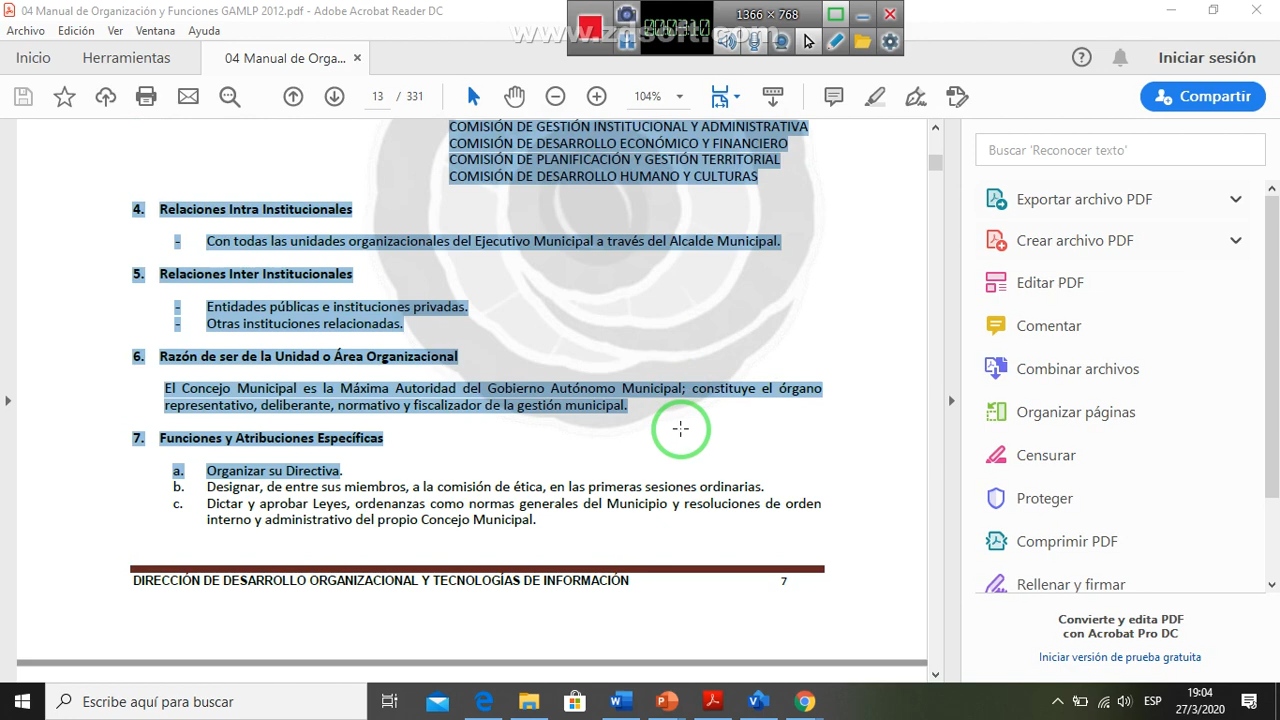 04 Manual de Organización y Funciones GAMLP 2012.pdf - Adobe Acrobat Reader DC
Archivo Edición Ver Ventana Ayuda
1366 × 768
Inicio Herramientas 04 Manual de Orga... × Iniciar sesión
13 / 331 104% Compartir
COMISIÓN DE GESTIÓN INSTITUCIONAL Y ADMINISTRATIVA
COMISIÓN DE DESARROLLO ECONÓMICO Y FINANCIERO
COMISIÓN DE PLANIFICACIÓN Y GESTIÓN TERRITORIAL
COMISIÓN DE DESARROLLO HUMANO Y CULTURAS
4. Relaciones Intra Institucionales
- Con todas las unidades organizacionales del Ejecutivo Municipal a través del Alcalde Municipal.
5. Relaciones Inter Institucionales
- Entidades públicas e instituciones privadas.
- Otras instituciones relacionadas.
6. Razón de ser de la Unidad o Área Organizacional
El Concejo Municipal es la Máxima Autoridad del Gobierno Autónomo Municipal; constituye el órgano
representativo, deliberante, normativo y fiscalizador de la gestión municipal.
7. Funciones y Atribuciones Específicas
a. Organizar su Directiva.
b. Designar, de entre sus miembros, a la comisión de ética, en las primeras sesiones ordinarias.
c. Dictar y aprobar Leyes, ordenanzas como normas generales del Municipio y resoluciones de orden
interno y administrativo del propio Concejo Municipal.
DIRECCIÓN DE DESARROLLO ORGANIZACIONAL Y TECNOLOGÍAS DE INFORMACIÓN 7
Buscar 'Reconocer texto'
Exportar archivo PDF
Crear archivo PDF
Editar PDF
Comentar
Combinar archivos
Organizar páginas
Censurar
Proteger
Comprimir PDF
Rellenar y firmar
Convierte y edita PDF
con Acrobat Pro DC
Iniciar versión de prueba gratuita
Escribe aquí para buscar
ESP
19:04
27/3/2020